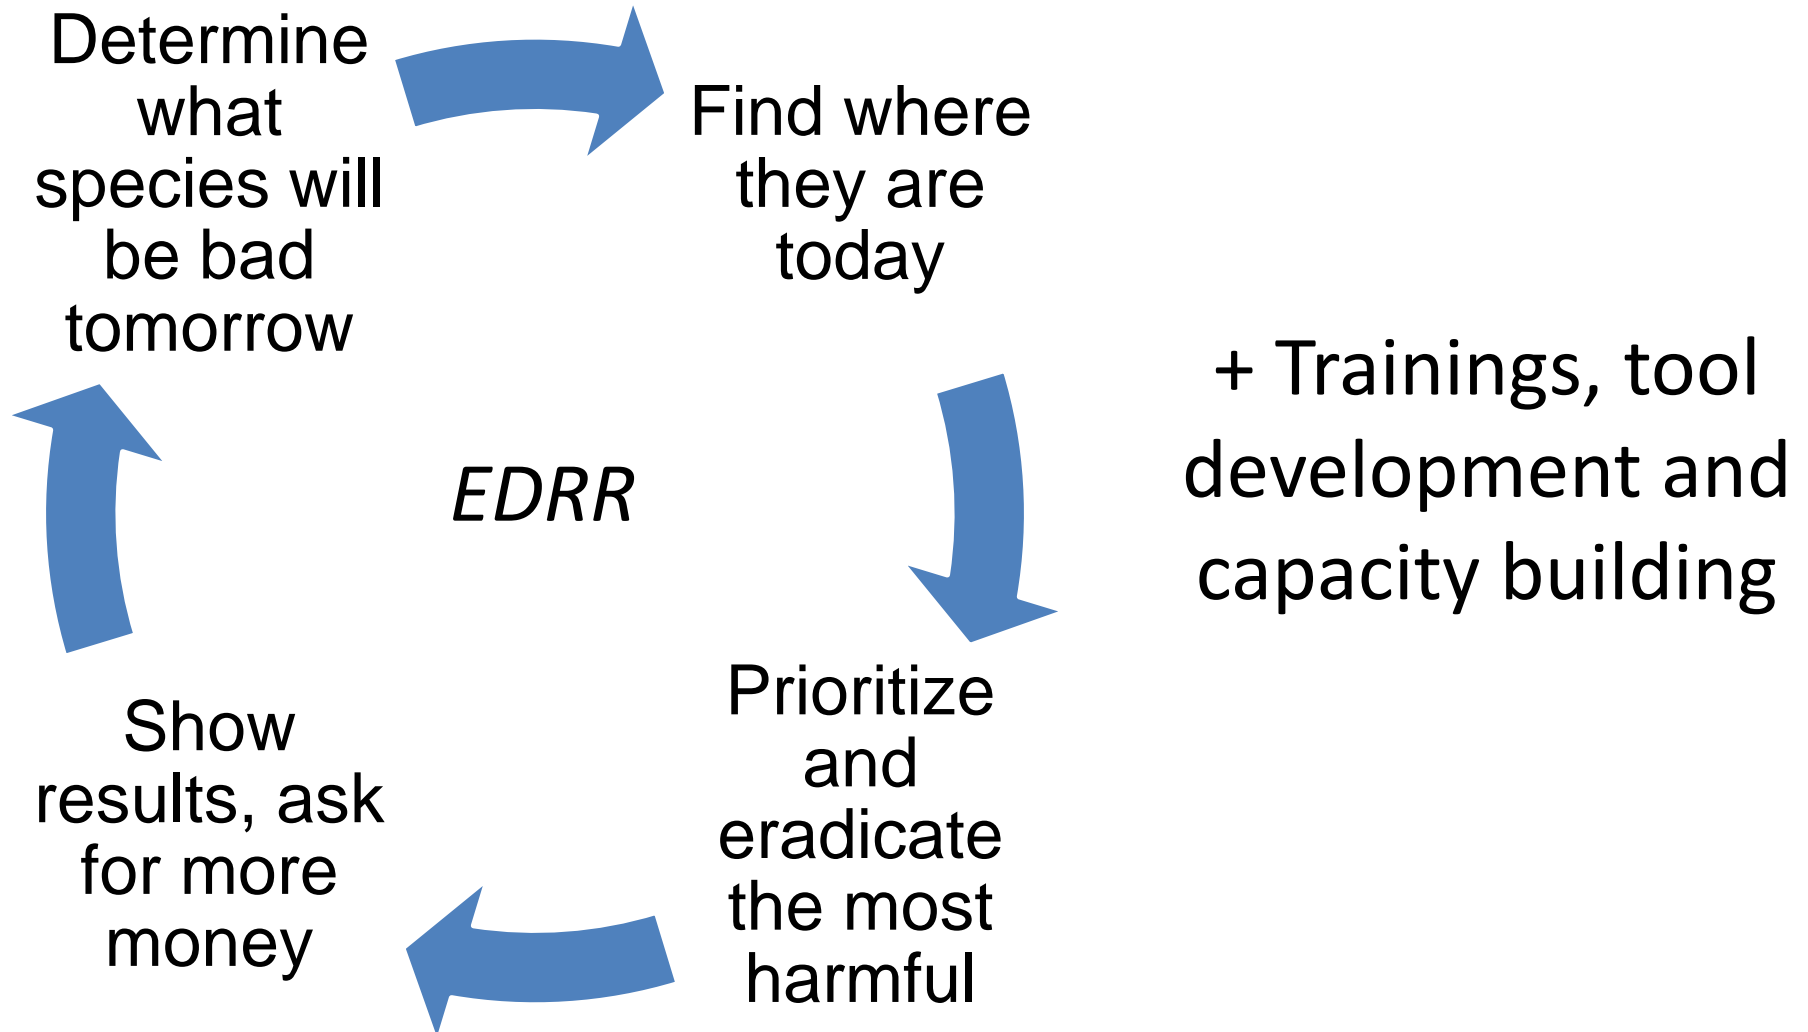 Determine
what
species will
be bad
tomorrow
Find where
they are
today
+ Trainings, tool
development and
capacity building
EDRR
Prioritize
and
eradicate
the most
harmful
Show
results, ask
for more
money